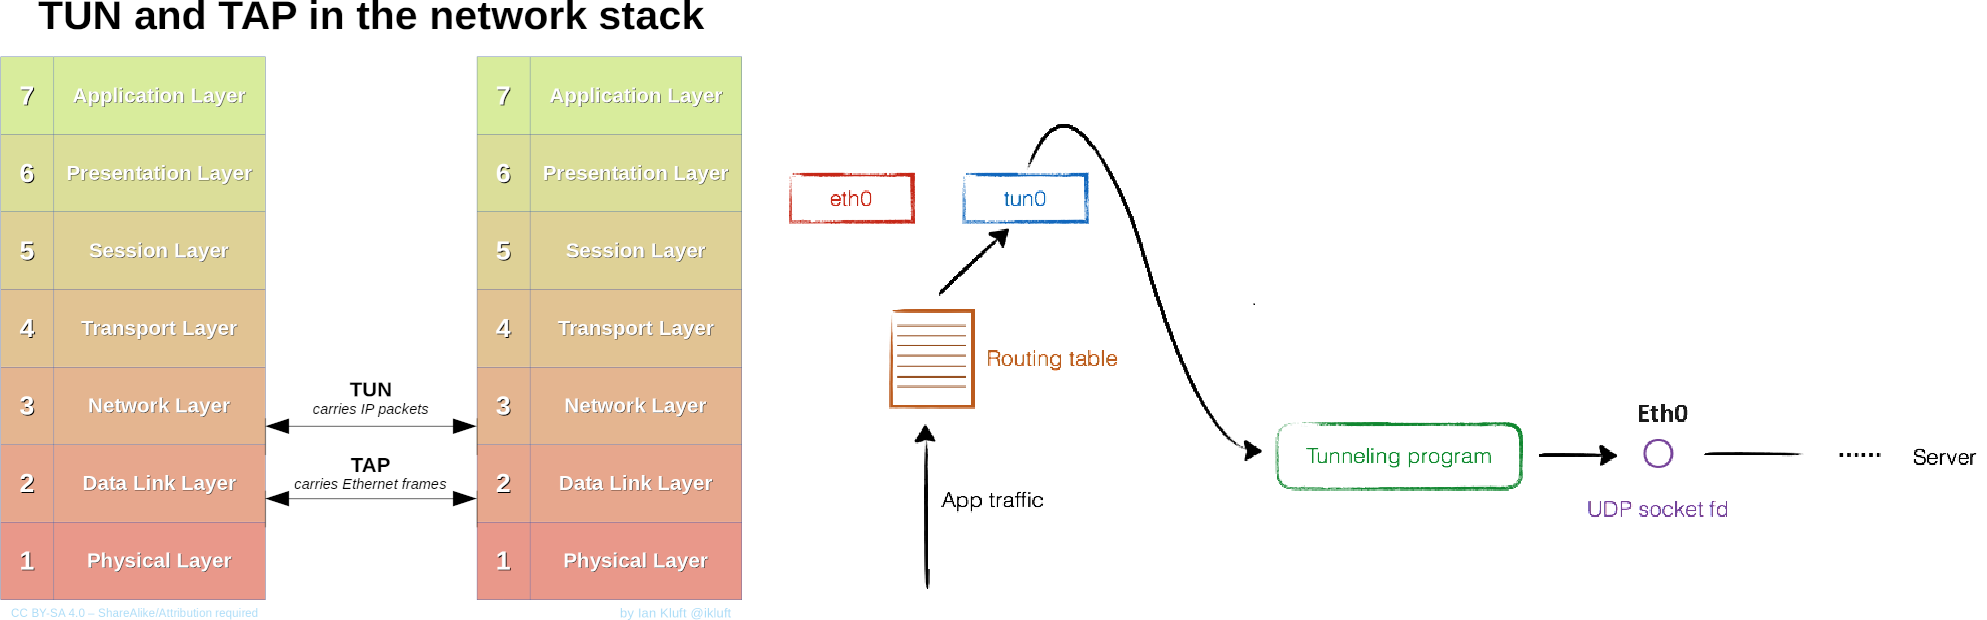 TUN and TAP in the network stack
7 Application Layer
6 Presentation Layer
5 Session Layer
4 Transport Layer
3 Network Layer
2 Data Link Layer
1 Physical Layer
TUN
carries IP packets
TAP
carries Ethernet frames
7 Application Layer
6 Presentation Layer
5 Session Layer
4 Transport Layer
3 Network Layer
2 Data Link Layer
1 Physical Layer
CC BY-SA 4.0 – ShareAlike/Attribution required
by Ian Kluft @ikluft
eth0
tun0
Routing table
App traffic
Tunneling program
Eth0
UDP socket fd
Server